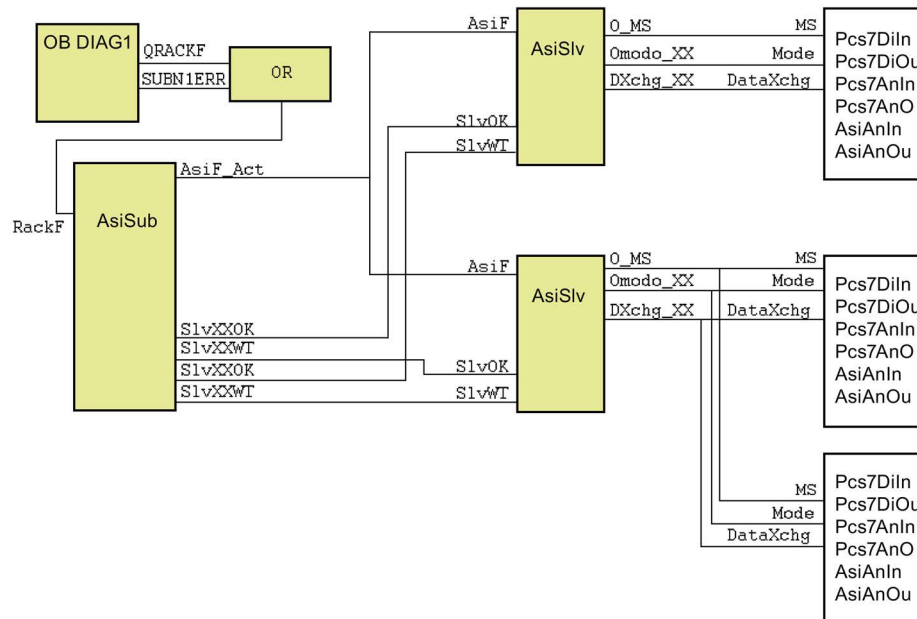 OB DIAG1
QRACKF
SUBN1ERR
OR
RackF
AsiSub
AsiF_Act
SlvXXOK
SlvXXWT
SlvXXOK
SlvXXWT
AsiF
SlvOK
SlvWT
AsiSlv
O_MS
Omodo_XX
DXchg_XX
MS
Mode
DataXchg
Pcs7DiIn
Pcs7DiOu
Pcs7AnIn
Pcs7AnO
AsiAnIn
AsiAnOu
AsiF
SlvOK
SlvWT
AsiSlv
O_MS
Omodo_XX
DXchg_XX
MS
Mode
DataXchg
Pcs7DiIn
Pcs7DiOu
Pcs7AnIn
Pcs7AnO
AsiAnIn
AsiAnOu
MS
Mode
DataXchg
Pcs7DiIn
Pcs7DiOu
Pcs7AnIn
Pcs7AnO
AsiAnIn
AsiAnOu